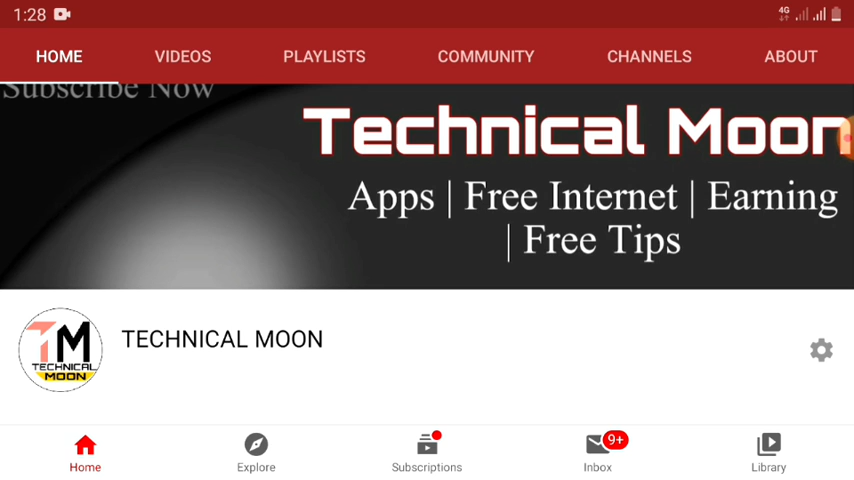 1:28 4G
HOME VIDEOS PLAYLISTS COMMUNITY CHANNELS ABOUT
Subscribe Now
Technical Moon
Apps | Free Internet | Earning
| Free Tips
TM
TECHNICAL
MOON
TECHNICAL MOON
9+
Home Explore Subscriptions Inbox Library